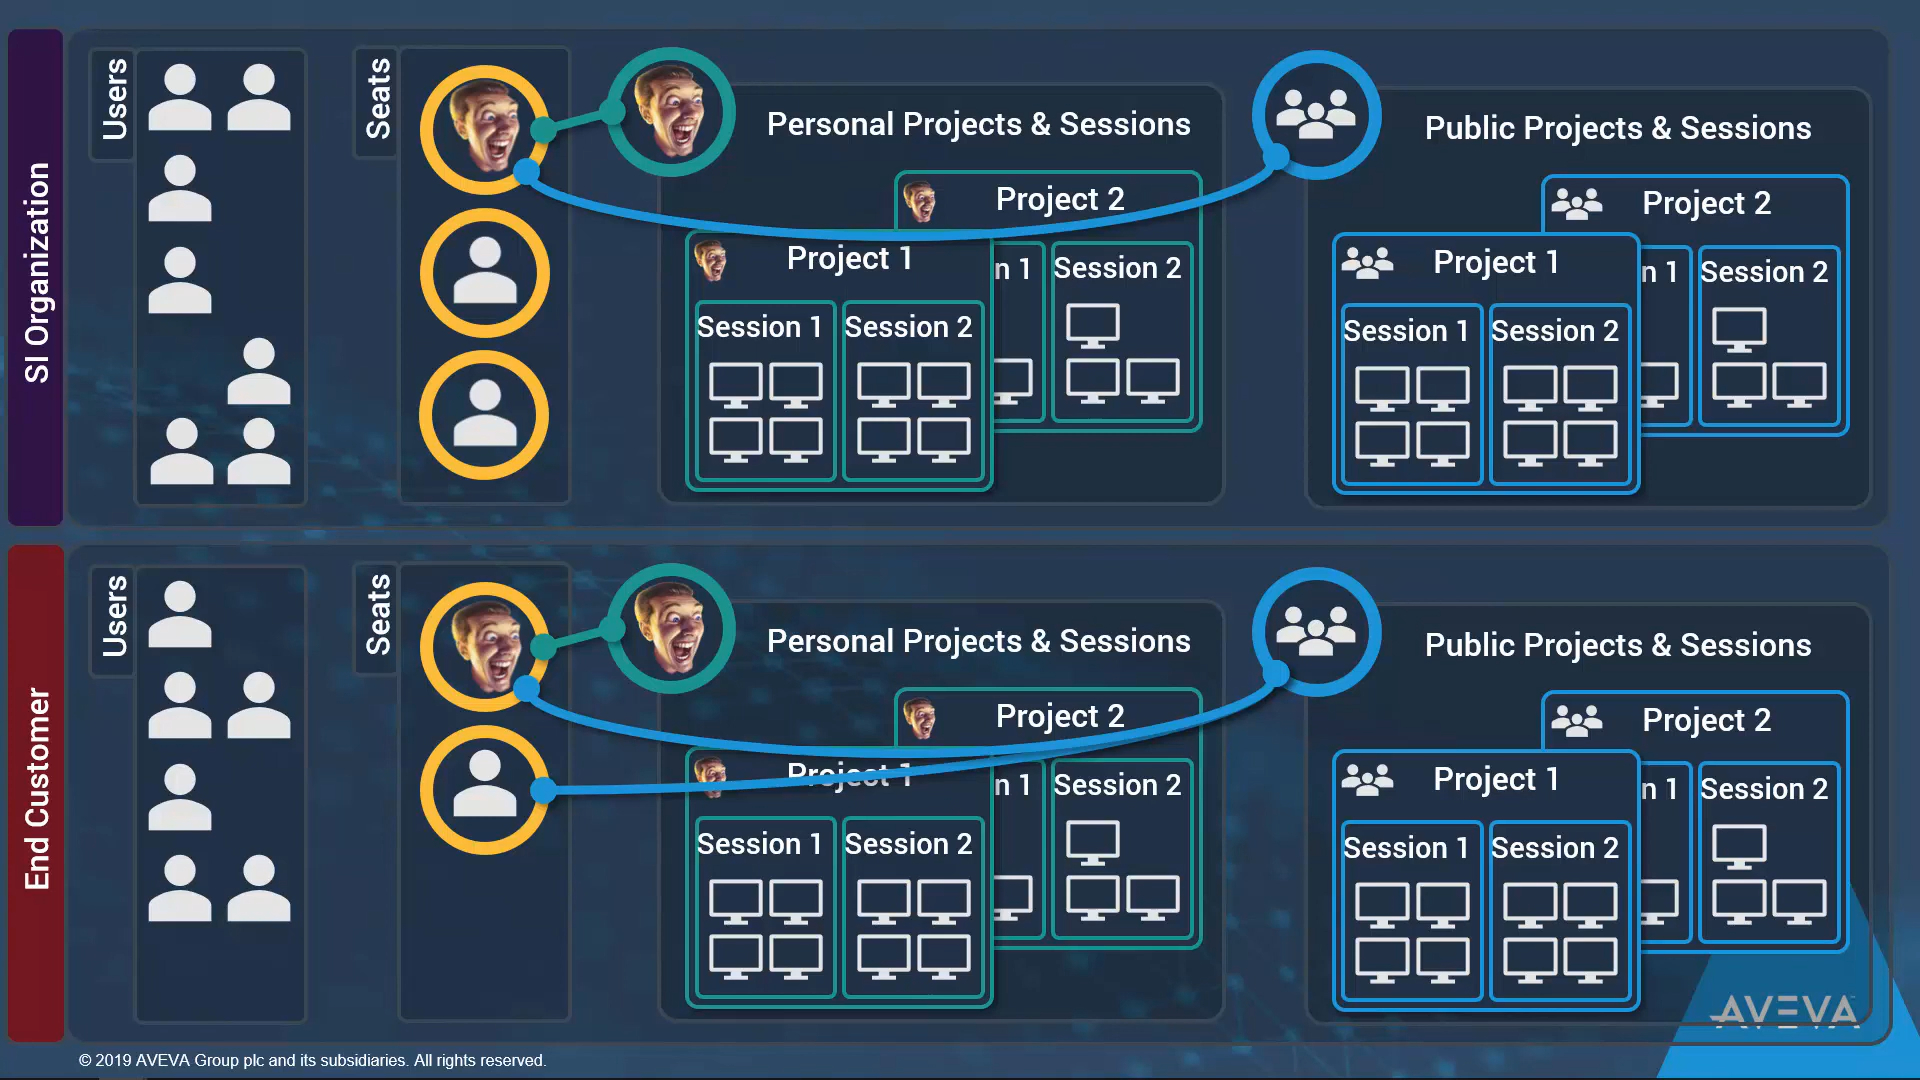 SI Organization
Users
Seats
Personal Projects & Sessions
Project 2
n 1
Session 2
Project 1
Session 1
Session 2
Public Projects & Sessions
Project 2
n 1
Session 2
Project 1
Session 1
Session 2
End Customer
Users
Seats
Personal Projects & Sessions
Project 2
n 1
Session 2
Project 1
Session 1
Session 2
Public Projects & Sessions
Project 2
n 1
Session 2
Project 1
Session 1
Session 2
AVEVA
© 2019 AVEVA Group plc and its subsidiaries. All rights reserved.